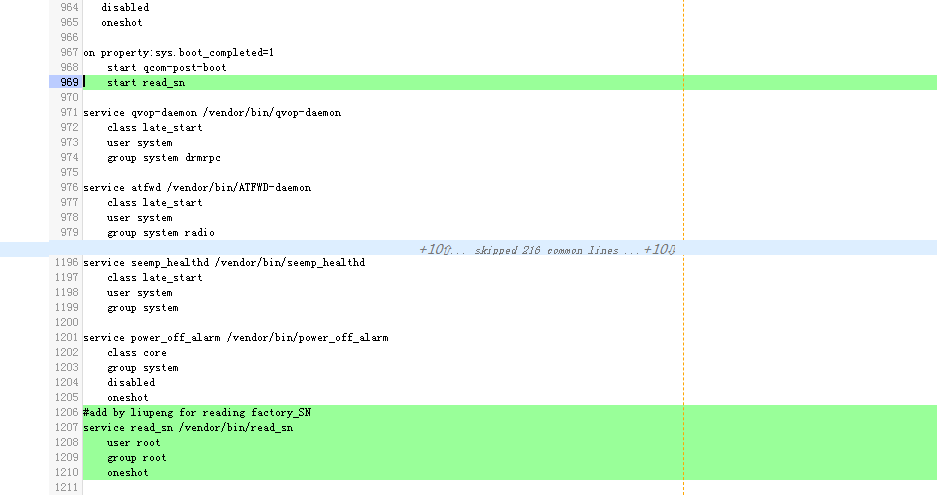 964 disabled
965 oneshot
966
967 on property:sys.boot_completed=1
968 start qcom-post-boot
969 start read_sn
970
971 service qvop-daemon /vendor/bin/qvop-daemon
972 class late_start
973 user system
974 group system drmrpc
975
976 service atfwd /vendor/bin/ATFWD-daemon
977 class late_start
978 user system
979 group system radio
+10⇧... skipped 216 common lines ...+10⇩
1196 service seemp_healthd /vendor/bin/seemp_healthd
1197 class late_start
1198 user system
1199 group system
1200
1201 service power_off_alarm /vendor/bin/power_off_alarm
1202 class core
1203 group system
1204 disabled
1205 oneshot
1206 #add by liupeng for reading factory_SN
1207 service read_sn /vendor/bin/read_sn
1208 user root
1209 group root
1210 oneshot
1211